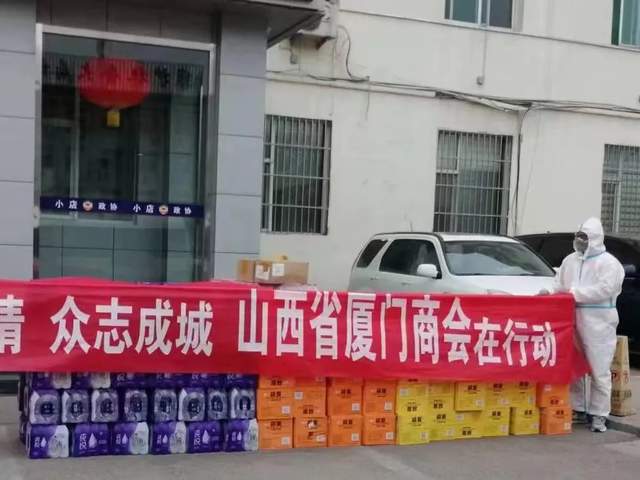 小店 政协 小店 政协
情 众志成城 山西省厦门商会在行动